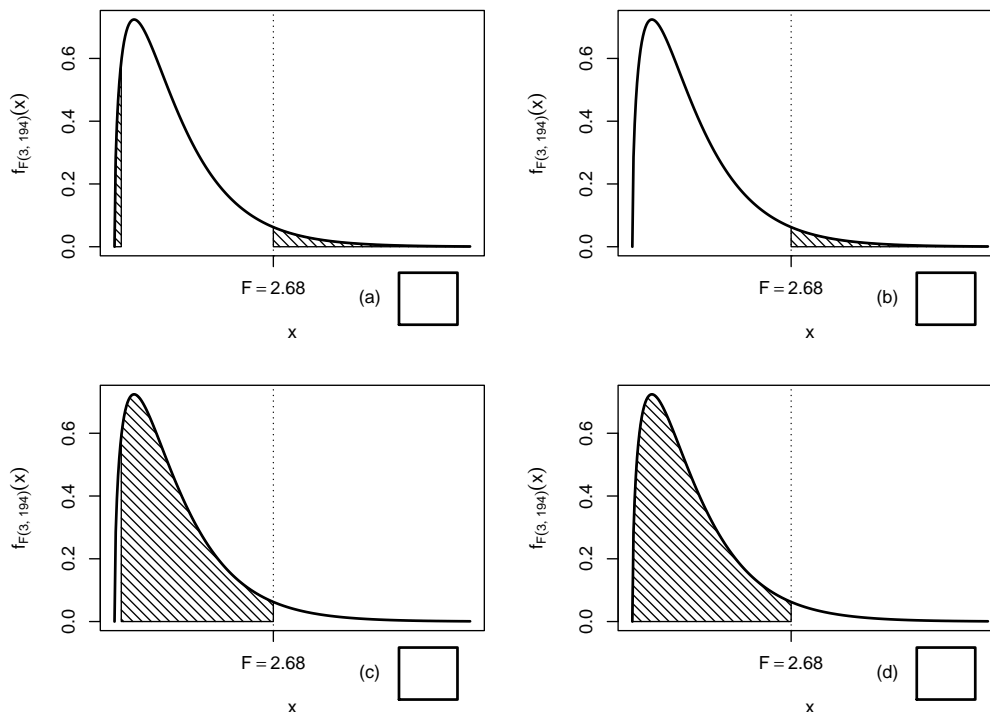 0.0 0.2 0.4 0.6
f_F(3, 194)(x)
F = 2.68
(a)
x
0.0 0.2 0.4 0.6
f_F(3, 194)(x)
F = 2.68
(b)
x
0.0 0.2 0.4 0.6
f_F(3, 194)(x)
F = 2.68
(c)
x
0.0 0.2 0.4 0.6
f_F(3, 194)(x)
F = 2.68
(d)
x